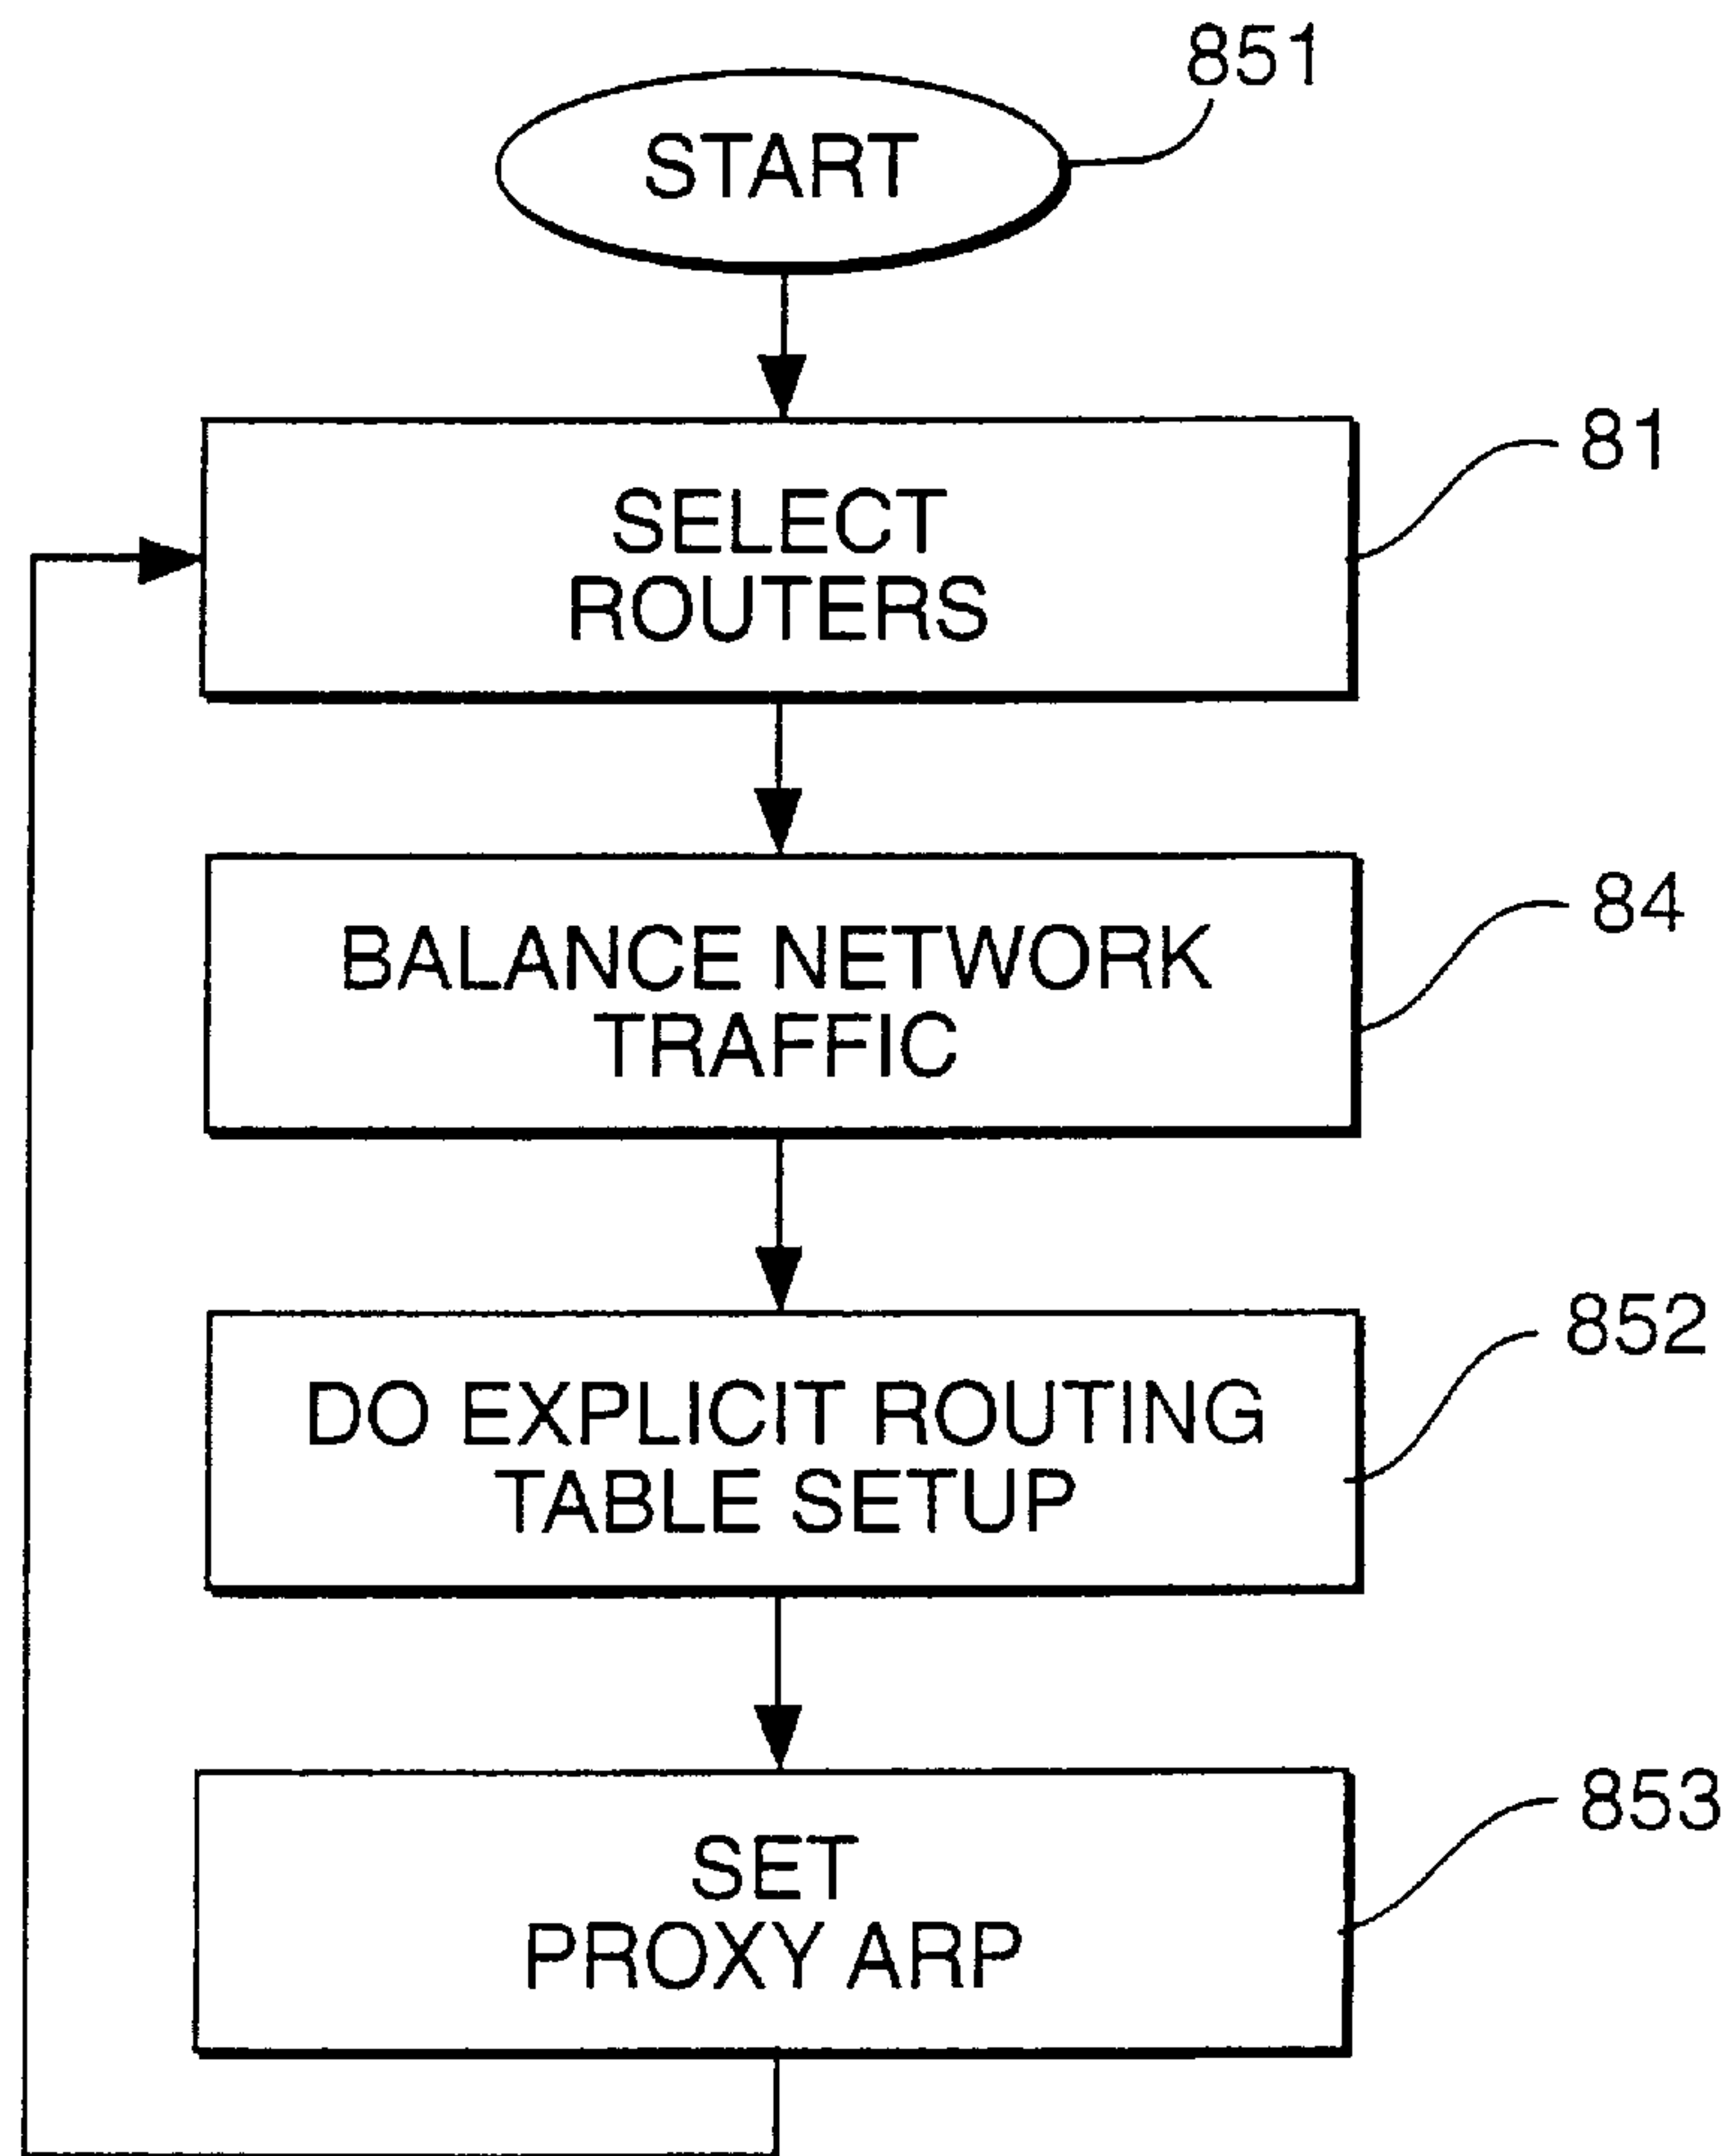 851
START
81
SELECT
ROUTERS
84
BALANCE NETWORK
TRAFFIC
852
DO EXPLICIT ROUTING
TABLE SETUP
853
SET
PROXY ARP